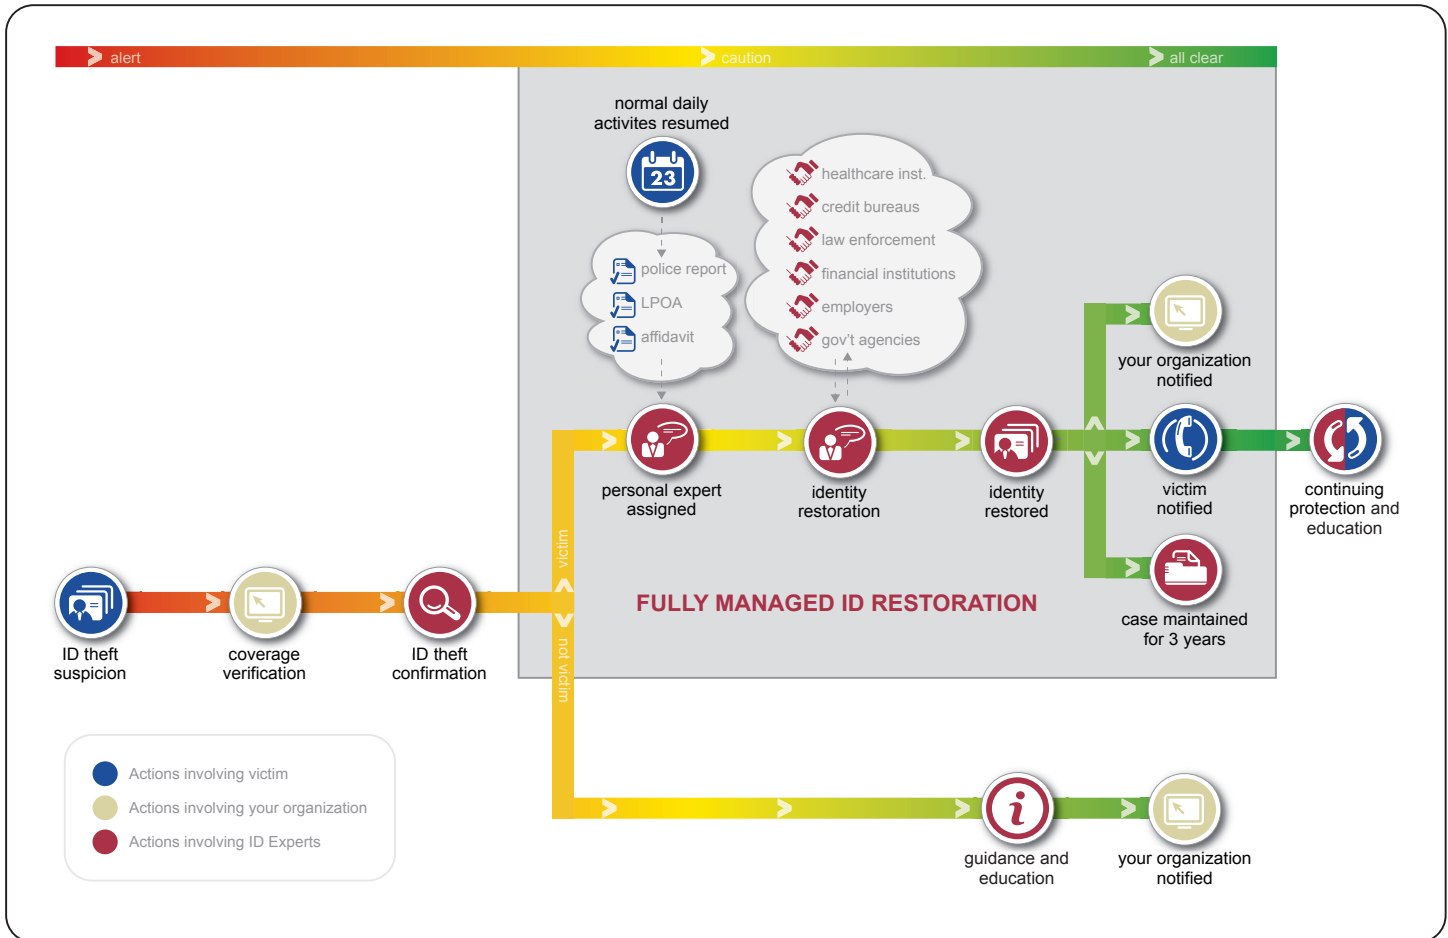 alert
caution
all clear
normal daily
activites resumed
23
police report
LPOA
affidavit
healthcare inst.
credit bureaus
law enforcement
financial institutions
employers
gov't agencies
your organization
notified
personal expert
assigned
identity
restoration
identity
restored
victim
notified
continuing
protection and
education
victim
not victim
FULLY MANAGED ID RESTORATION
case maintained
for 3 years
ID theft
suspicion
coverage
verification
ID theft
confirmation
Actions involving victim
Actions involving your organization
Actions involving ID Experts
i
guidance and
education
your organization
notified